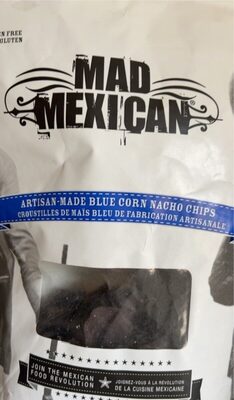 EN FREE
GLUTEN
MAD
MEXICAN®
ARTISAN-MADE BLUE CORN NACHO CHIPS
CROUSTILLES DE MAÏS BLEU DE FABRICATION ARTISANALE
JOIN THE MEXICAN
FOOD REVOLUTION
JOIGNEZ-VOUS À LA RÉVOLUTION
DE LA CUISINE MEXICAINE